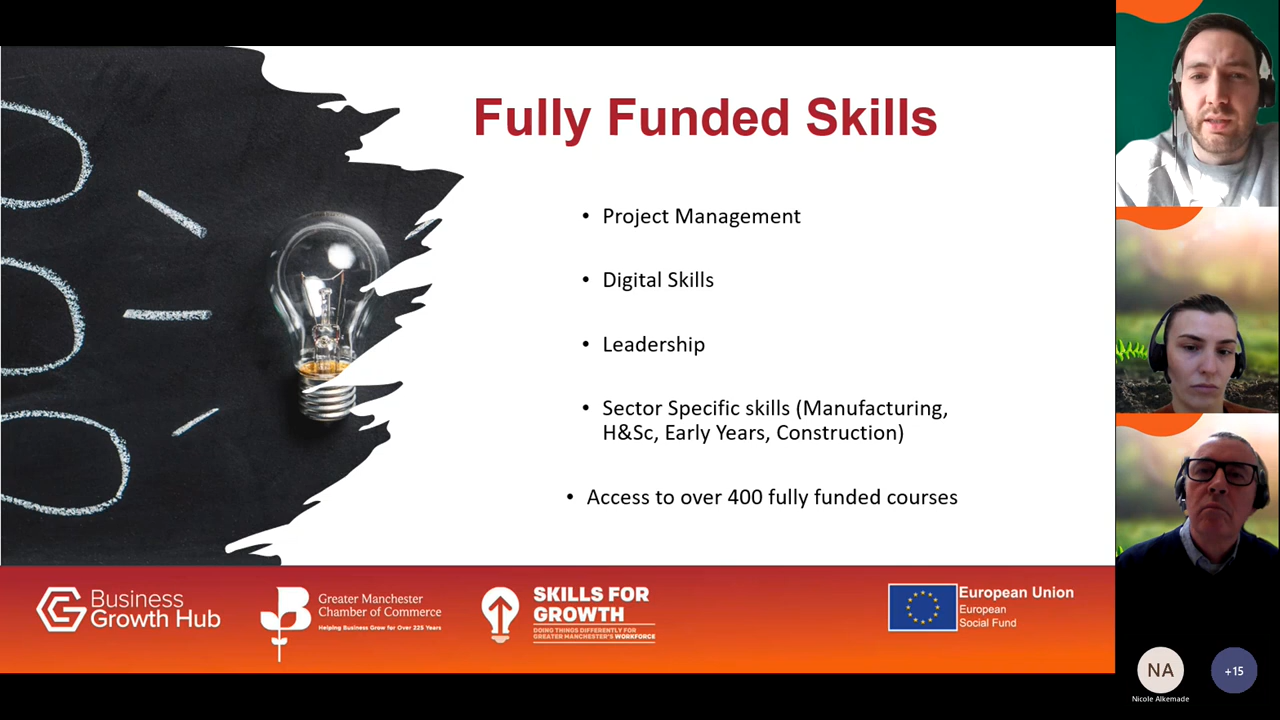 Fully Funded Skills
• Project Management
• Digital Skills
• Leadership
• Sector Specific skills (Manufacturing,
H&Sc, Early Years, Construction)
• Access to over 400 fully funded courses
Business
Growth Hub
Greater Manchester
Chamber of Commerce
Helping Business Grow for Over 225 Years
SKILLS FOR
GROWTH
DOING THINGS DIFFERENTLY FOR
GREATER MANCHESTER'S WORKFORCE
European Union
European
Social Fund
NA
Nicole Alkemade
+15